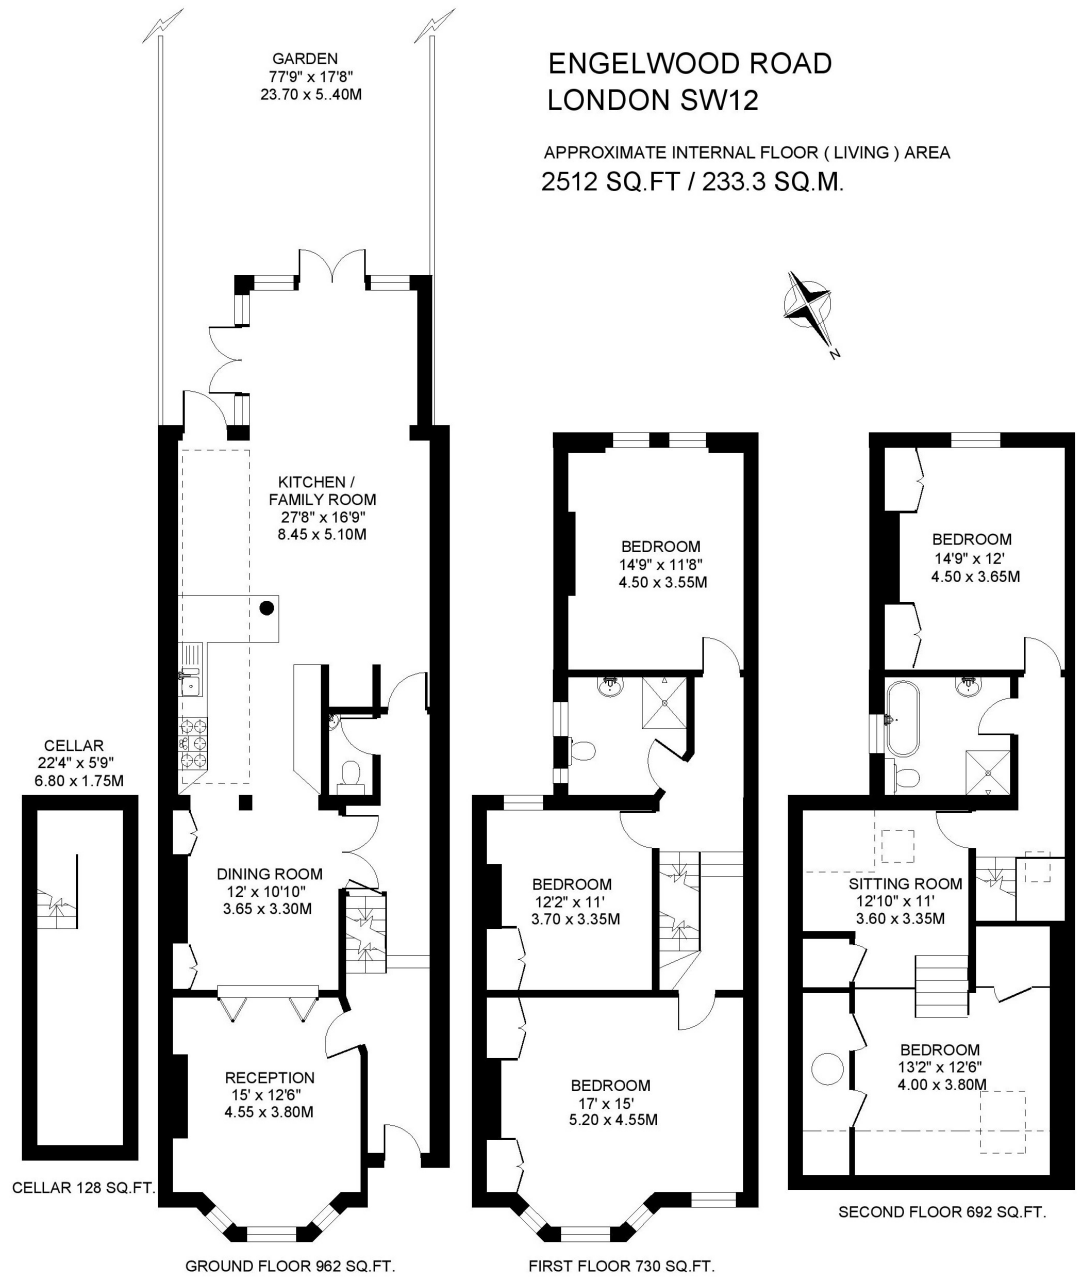 GARDEN
77'9" x 17'8"
23.70 x 5..40M
ENGELWOOD ROAD
LONDON SW12
APPROXIMATE INTERNAL FLOOR ( LIVING ) AREA
2512 SQ.FT / 233.3 SQ.M.
N
KITCHEN /
FAMILY ROOM
27'8" x 16'9"
8.45 x 5.10M
BEDROOM
14'9" x 11'8"
4.50 x 3.55M
BEDROOM
14'9" x 12'
4.50 x 3.65M
CELLAR
22'4" x 5'9"
6.80 x 1.75M
DINING ROOM
12' x 10'10"
3.65 x 3.30M
BEDROOM
12'2" x 11'
3.70 x 3.35M
SITTING ROOM
12'10" x 11'
3.60 x 3.35M
RECEPTION
15' x 12'6"
4.55 x 3.80M
BEDROOM
17' x 15'
5.20 x 4.55M
BEDROOM
13'2" x 12'6"
4.00 x 3.80M
CELLAR 128 SQ.FT.
SECOND FLOOR 692 SQ.FT.
GROUND FLOOR 962 SQ.FT.
FIRST FLOOR 730 SQ.FT.